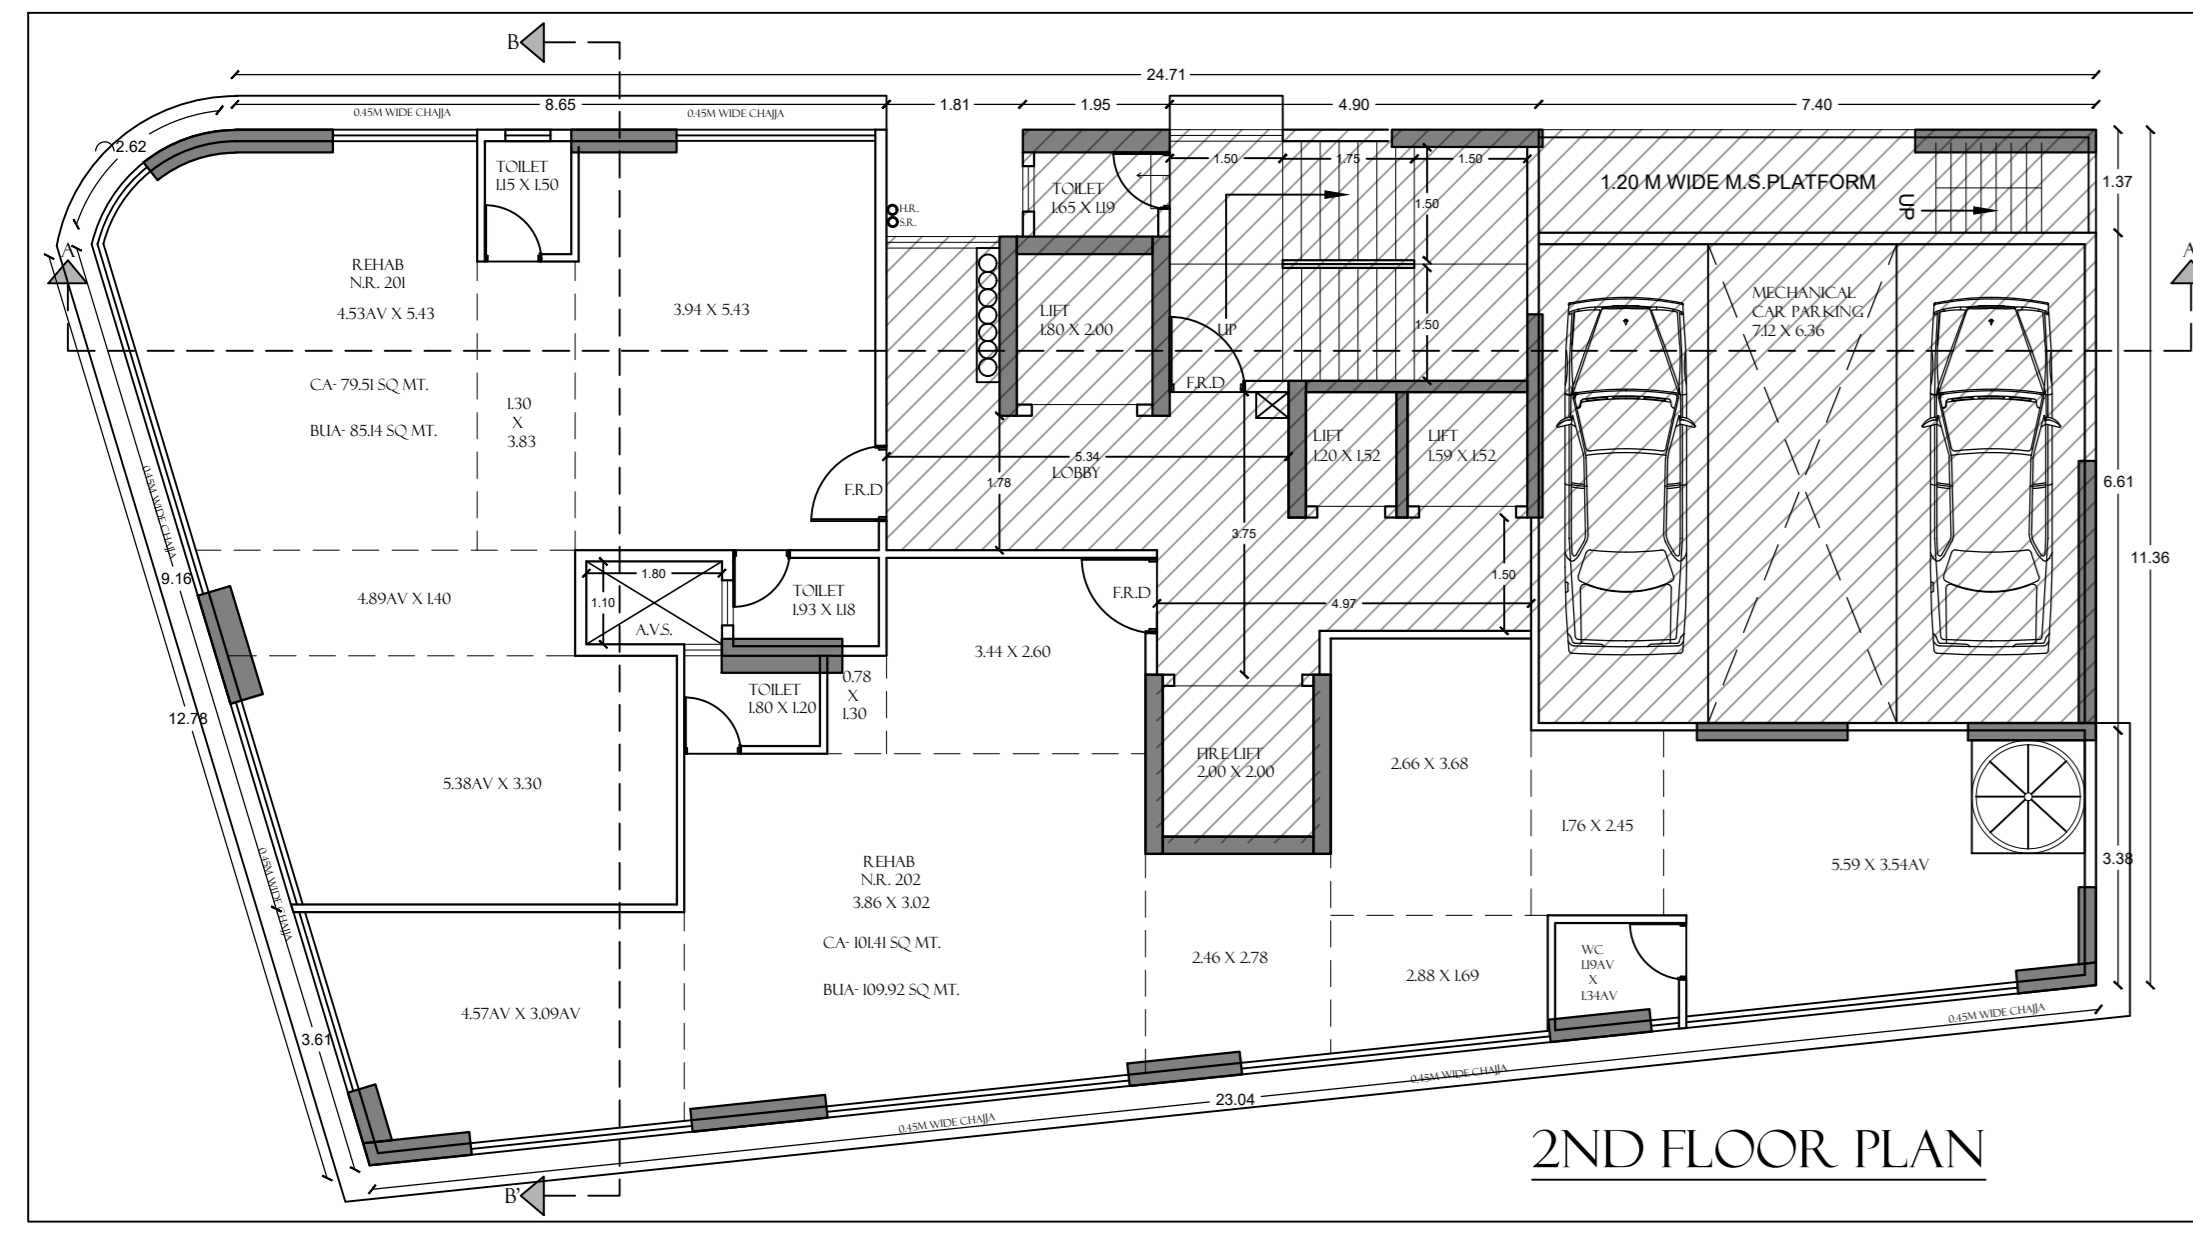 B
24.71
8.65
1.81
1.95
4.90
7.40
0.45M WIDE CHAJJA
0.45M WIDE CHAJJA
2.62
TOILET
1.15 X 1.50
1.50
1.75
1.50
TOILET
1.65 X 1.19
1.20 M WIDE M.S.PLATFORM
1.37
UP
H.R.
S.R.
1.50
A
A
REHAB
N.R. 201
4.53AV X 5.43
3.94 X 5.43
LIFT
1.80 X 2.00
UP
1.50
MECHANICAL
CAR PARKING
7.12 X 6.36
F.R.D
CA- 79.51 SQ MT.
BUA- 85.14 SQ MT.
1.30
X
3.83
5.34
LOBBY
LIFT
1.20 X 1.52
LIFT
1.59 X 1.52
F.R.D
1.78
6.61
0.45M WIDE CHAJJA
3.75
11.36
9.16
4.89AV X 1.40
1.80
1.10
A.V.S.
TOILET
1.93 X 1.18
F.R.D
1.50
4.97
3.44 X 2.60
12.78
TOILET
1.80 X 1.20
0.78
X
1.30
5.38AV X 3.30
FIRE LIFT
2.00 X 2.00
2.66 X 3.68
1.76 X 2.45
5.59 X 3.54AV
3.38
0.45M WIDE CHAJJA
REHAB
N.R. 202
3.86 X 3.02
CA- 101.41 SQ MT.
BUA- 109.92 SQ MT.
2.46 X 2.78
2.88 X 1.69
WC
1.19AV
X
1.34AV
4.57AV X 3.09AV
3.61
0.45M WIDE CHAJJA
0.45M WIDE CHAJJA
23.04
0.45M WIDE CHAJJA
2ND FLOOR PLAN
B'